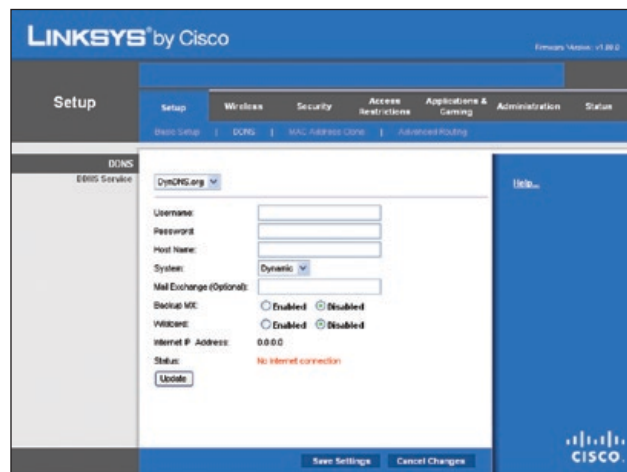 LINKSYS® by Cisco
Firmware Version: v1.00.0
Setup
Setup Wireless Security Access Restrictions Applications & Gaming Administration Status
Basic Setup | DDNS | MAC Address Clone | Advanced Routing
DDNS
DDNS Service
DynDNS.org
Help...
Username:
Password:
Host Name:
System: Dynamic
Mail Exchange (Optional):
Backup MX: Enabled Disabled
Wildcard: Enabled Disabled
Internet IP Address: 0.0.0.0
Status: No Internet connection
Update
Save Settings Cancel Changes
CISCO.